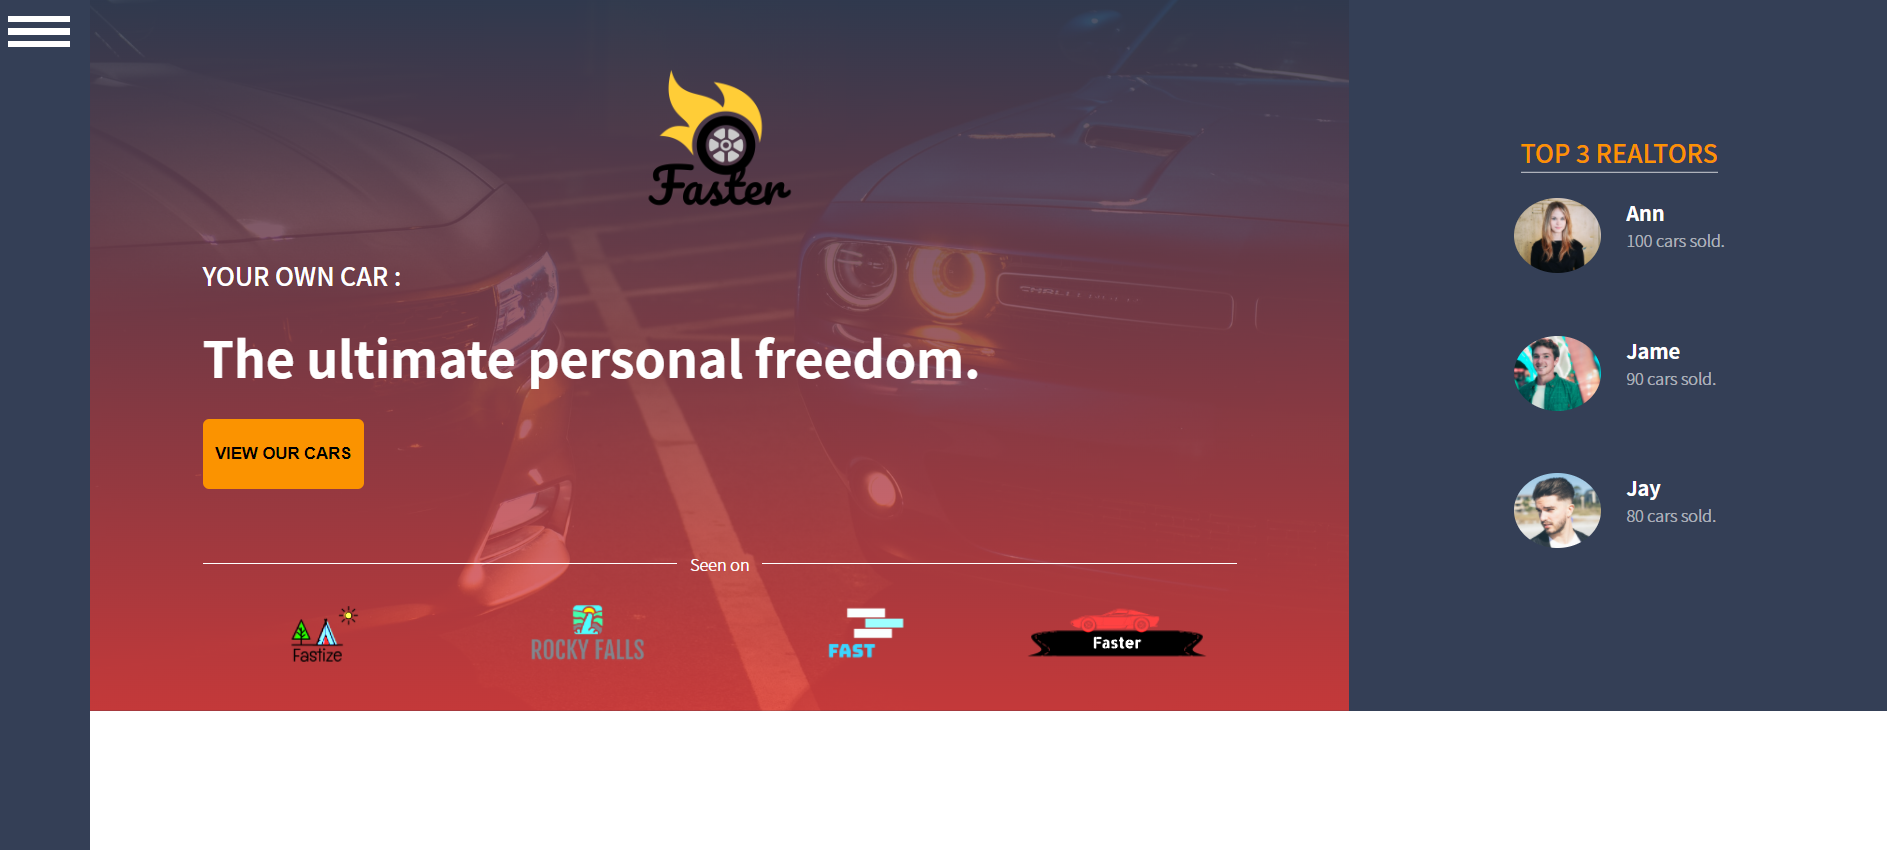 Faster
YOUR OWN CAR :
The ultimate personal freedom.
VIEW OUR CARS
Seen on
Fastize
ROCKY FALLS
FAST
Faster
TOP 3 REALTORS
Ann
100 cars sold.
Jame
90 cars sold.
Jay
80 cars sold.